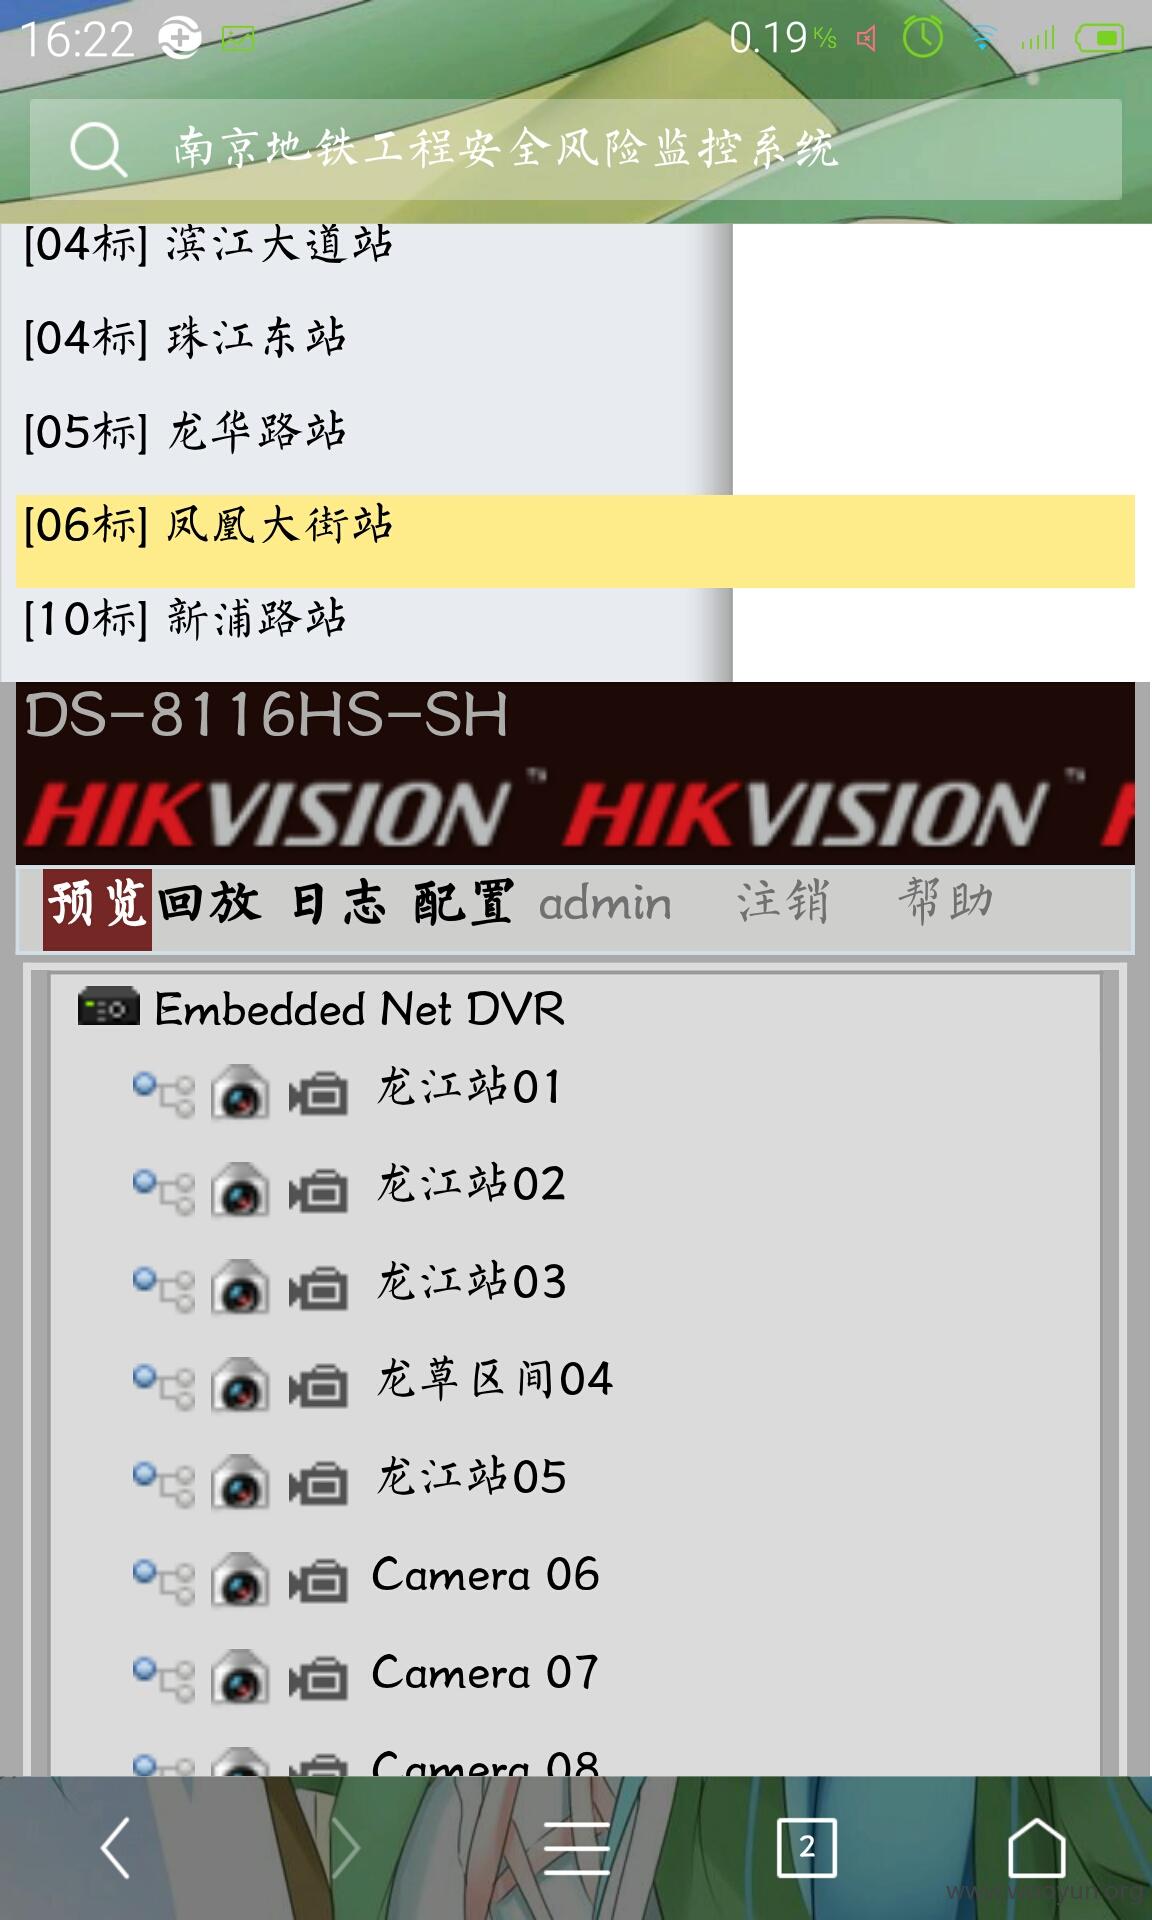 16:22
0.19 K/s
南京地铁工程安全风险监控系统
[04标] 滨江大道站
[04标] 珠江东站
[05标] 龙华路站
[06标] 凤凰大街站
[10标] 新浦路站
DS-8116HS-SH
HIKVISION™ HIKVISION™ H
预览 回放 日志 配置 admin 注销 帮助
Embedded Net DVR
龙江站01
龙江站02
龙江站03
龙草区间04
龙江站05
Camera 06
Camera 07
Camera 08
2
www.wooyun.org